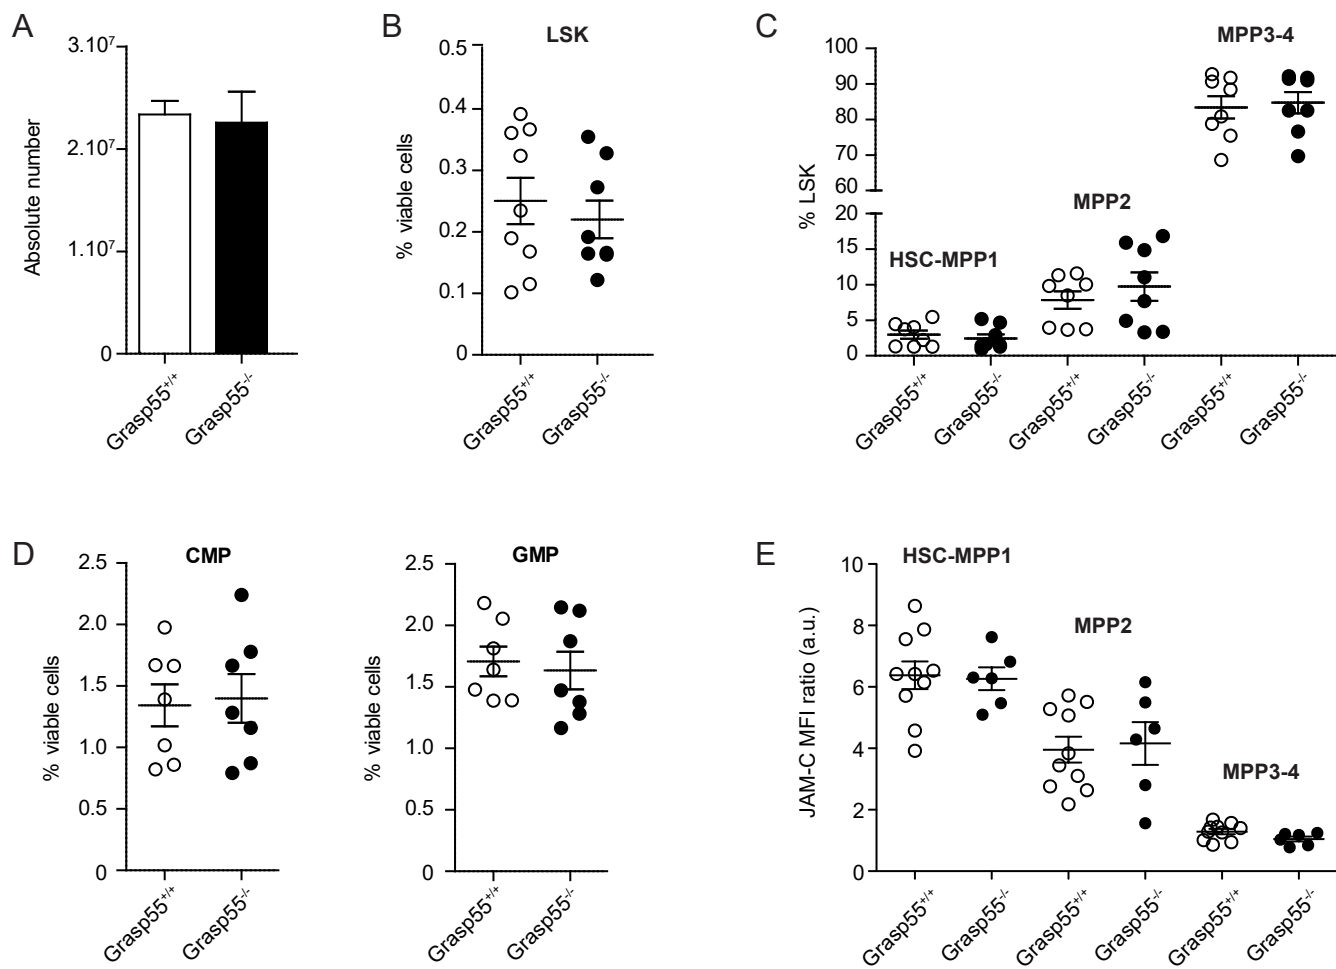 A
3.10⁷
2.10⁷
1.10⁷
0
Absolute number
Grasp55⁺/⁺
Grasp55⁻/⁻
B
LSK
0.5
0.4
0.3
0.2
0.1
0
% viable cells
Grasp55⁺/⁺
Grasp55⁻/⁻
C
MPP3-4
MPP2
HSC-MPP1
100
90
80
70
60
20
15
10
5
0
% LSK
Grasp55⁺/⁺
Grasp55⁻/⁻
Grasp55⁺/⁺
Grasp55⁻/⁻
Grasp55⁺/⁺
Grasp55⁻/⁻
D
CMP
2.5
2.0
1.5
1.0
0.5
0
% viable cells
Grasp55⁺/⁺
Grasp55⁻/⁻
GMP
2.5
2.0
1.5
1.0
0.5
0
% viable cells
Grasp55⁺/⁺
Grasp55⁻/⁻
E
HSC-MPP1
MPP2
MPP3-4
10
8
6
4
2
0
JAM-C MFI ratio (a.u.)
Grasp55⁺/⁺
Grasp55⁻/⁻
Grasp55⁺/⁺
Grasp55⁻/⁻
Grasp55⁺/⁺
Grasp55⁻/⁻